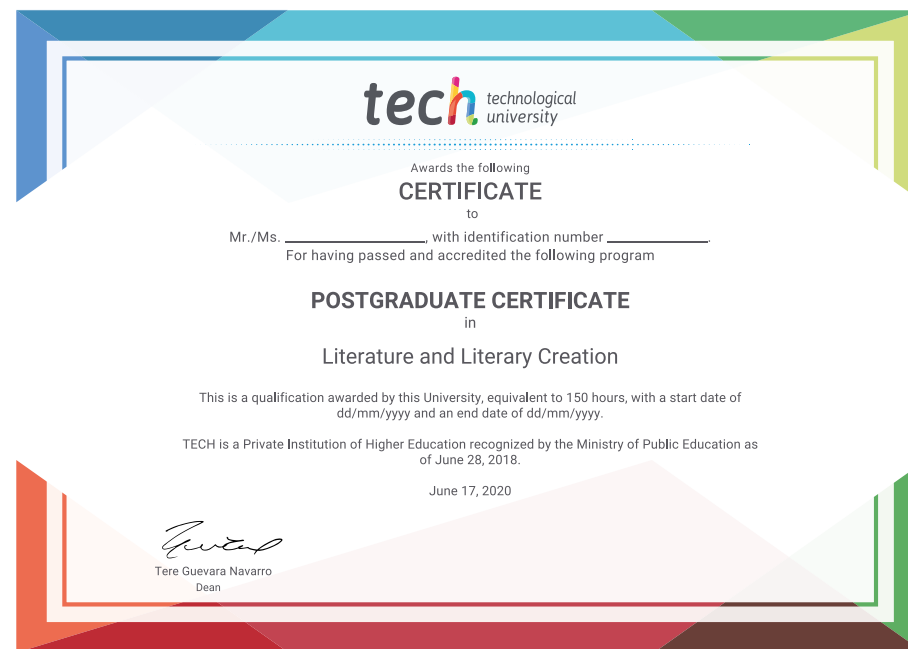 tech technological
university
Awards the following
CERTIFICATE
to
Mr./Ms. ____________________, with identification number __________________.
For having passed and accredited the following program
POSTGRADUATE CERTIFICATE
in
Literature and Literary Creation
This is a qualification awarded by this University, equivalent to 150 hours, with a start date of
dd/mm/yyyy and an end date of dd/mm/yyyy.
TECH is a Private Institution of Higher Education recognized by the Ministry of Public Education as
of June 28, 2018.
June 17, 2020
Tere Guevara Navarro
Dean